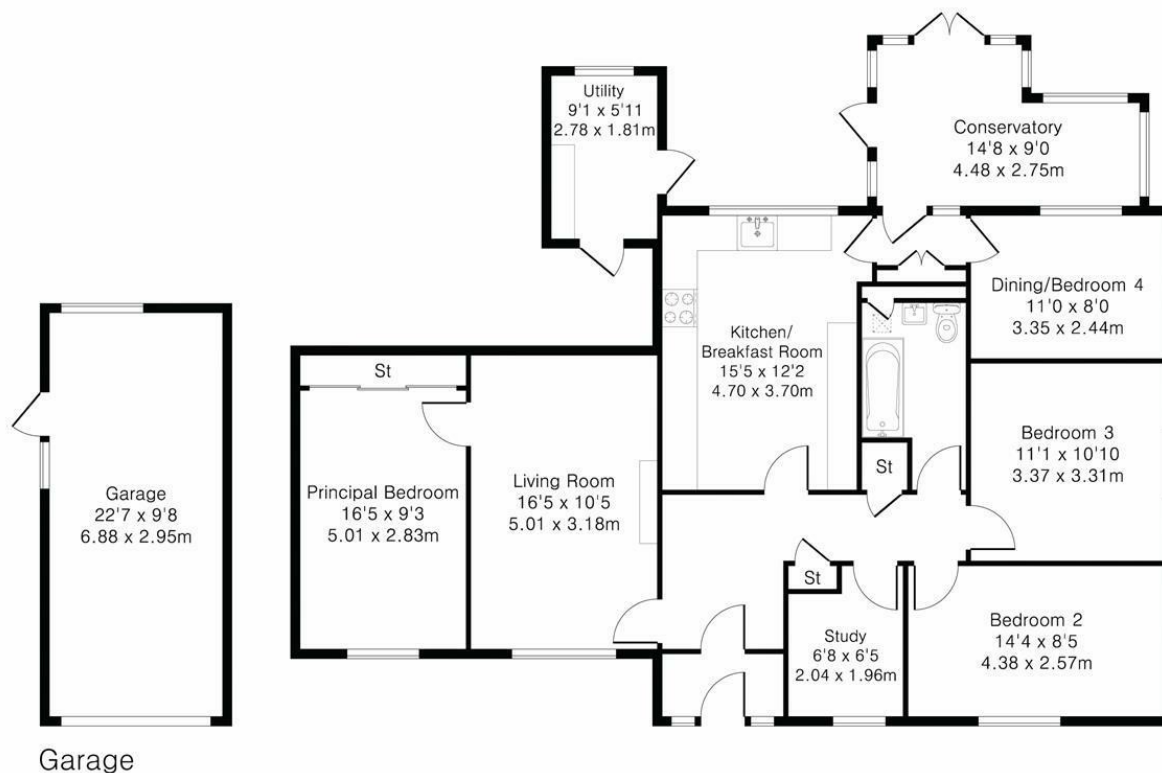 Utility
9'1 x 5'11
2.78 x 1.81m
Conservatory
14'8 x 9'0
4.48 x 2.75m
Dining/Bedroom 4
11'0 x 8'0
3.35 x 2.44m
Kitchen/
Breakfast Room
15'5 x 12'2
4.70 x 3.70m
St
Bedroom 3
11'1 x 10'10
3.37 x 3.31m
St
Living Room
16'5 x 10'5
5.01 x 3.18m
Principal Bedroom
16'5 x 9'3
5.01 x 2.83m
Garage
22'7 x 9'8
6.88 x 2.95m
St
Study
6'8 x 6'5
2.04 x 1.96m
Bedroom 2
14'4 x 8'5
4.38 x 2.57m
Garage